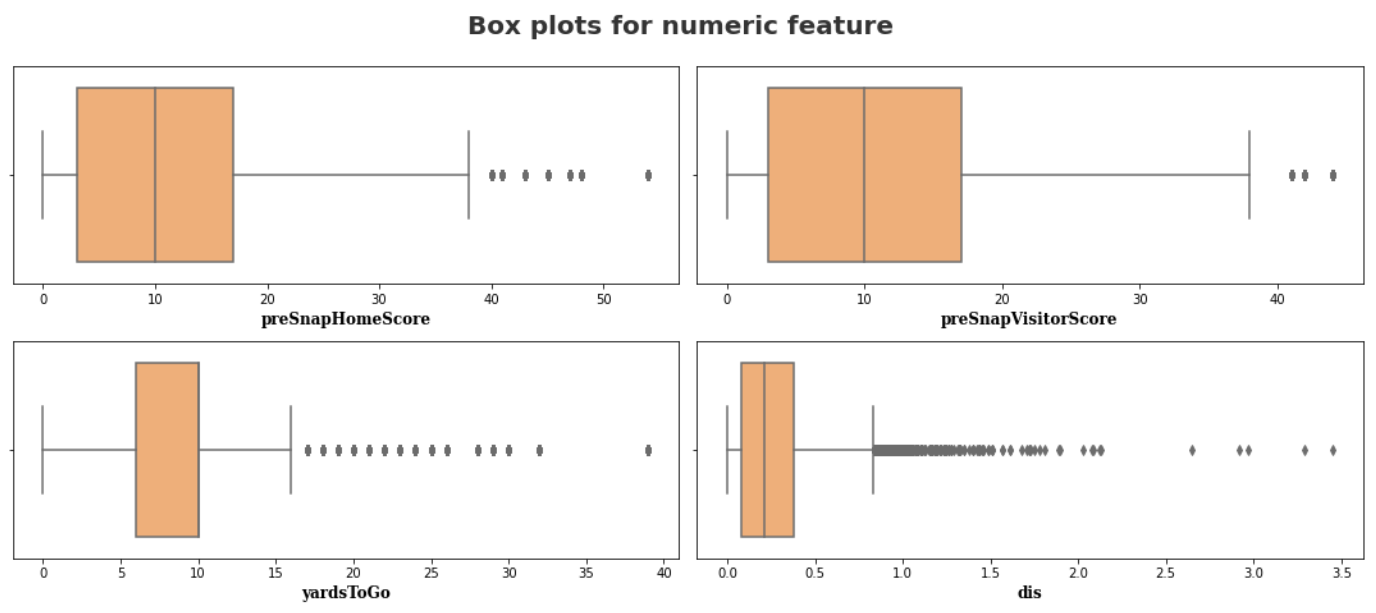 Box plots for numeric feature
0 10 20 30 40 50
preSnapHomeScore
0 10 20 30 40
preSnapVisitorScore
0 5 10 15 20 25 30 35 40
yardsToGo
0.0 0.5 1.0 1.5 2.0 2.5 3.0 3.5
dis